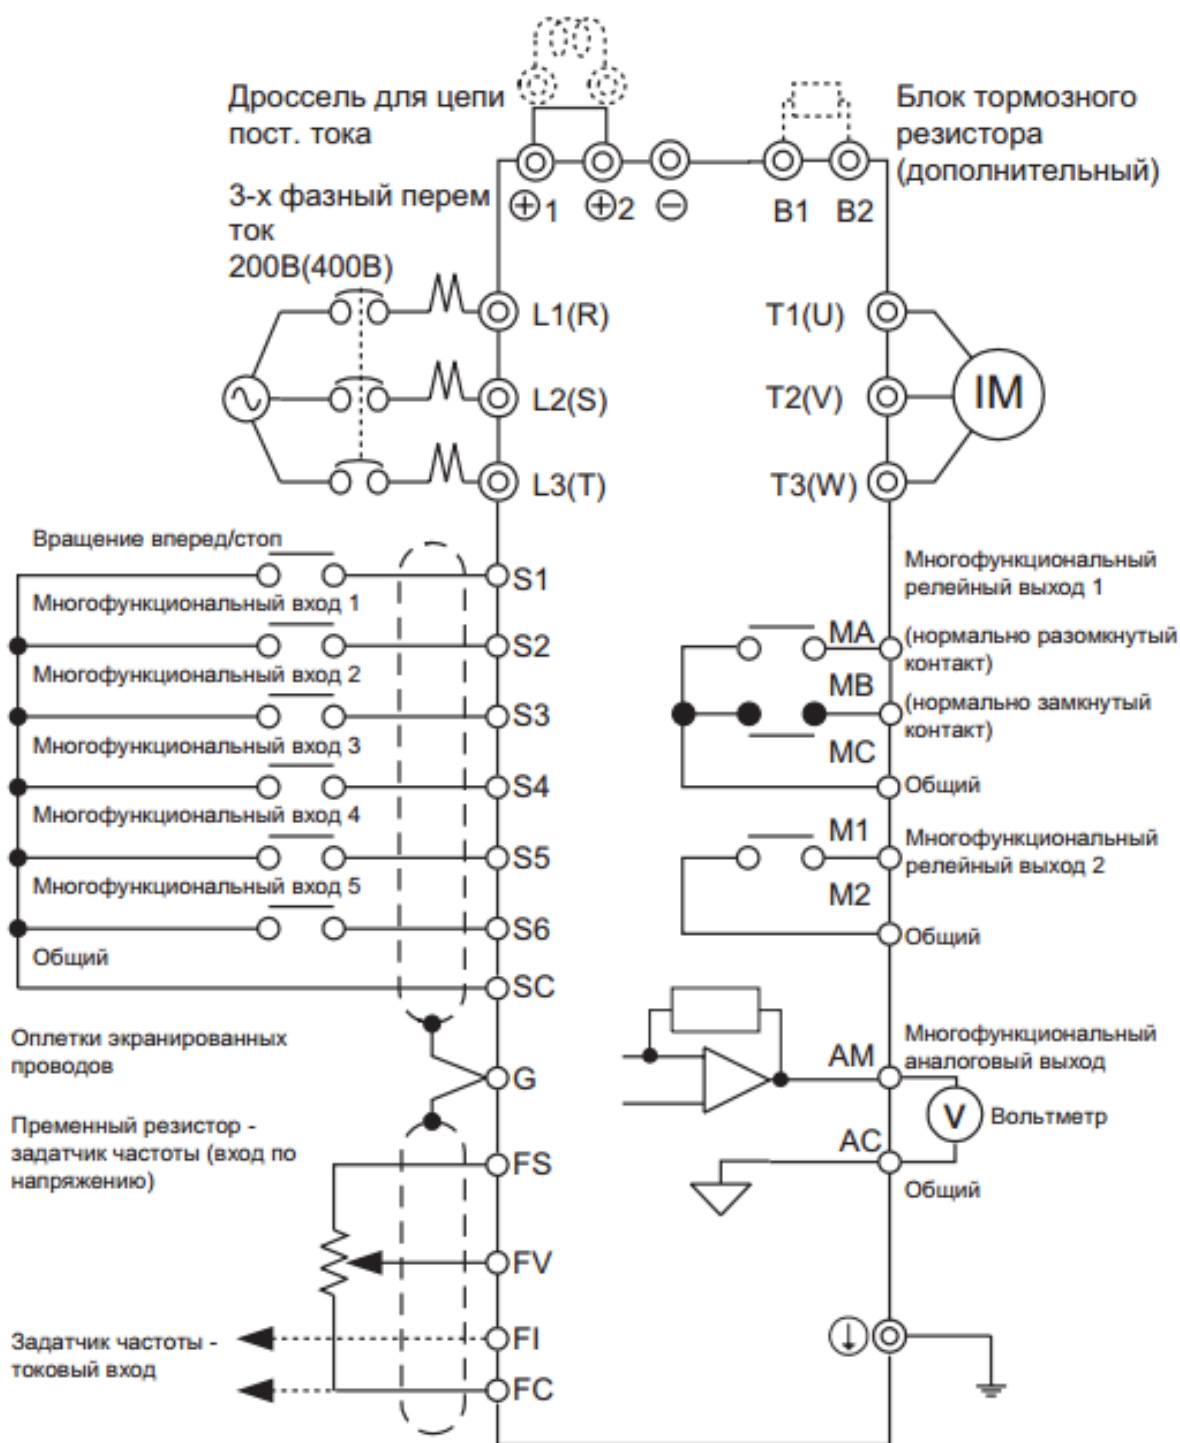 Дроссель для цепи
пост. тока
Блок тормозного
резистора
(дополнительный)
3-х фазный перем
ток
200В(400В)
+1
+2
−
B1
B2
L1(R)
T1(U)
L2(S)
T2(V)
IM
L3(T)
T3(W)
Вращение вперед/стоп
S1
Многофункциональный вход 1
S2
Многофункциональный вход 2
S3
Многофункциональный вход 3
S4
Многофункциональный вход 4
S5
Многофункциональный вход 5
S6
Общий
SC
Оплетки экранированных
проводов
G
Пременный резистор -
задатчик частоты (вход по
напряжению)
FS
FV
Задатчик частоты -
токовый вход
FI
FC
Многофункциональный
релейный выход 1
MA
(нормально разомкнутый
контакт)
MB
(нормально замкнутый
контакт)
MC
Общий
M1
Многофункциональный
релейный выход 2
M2
Общий
Многофункциональный
аналоговый выход
AM
V
Вольтметр
AC
Общий